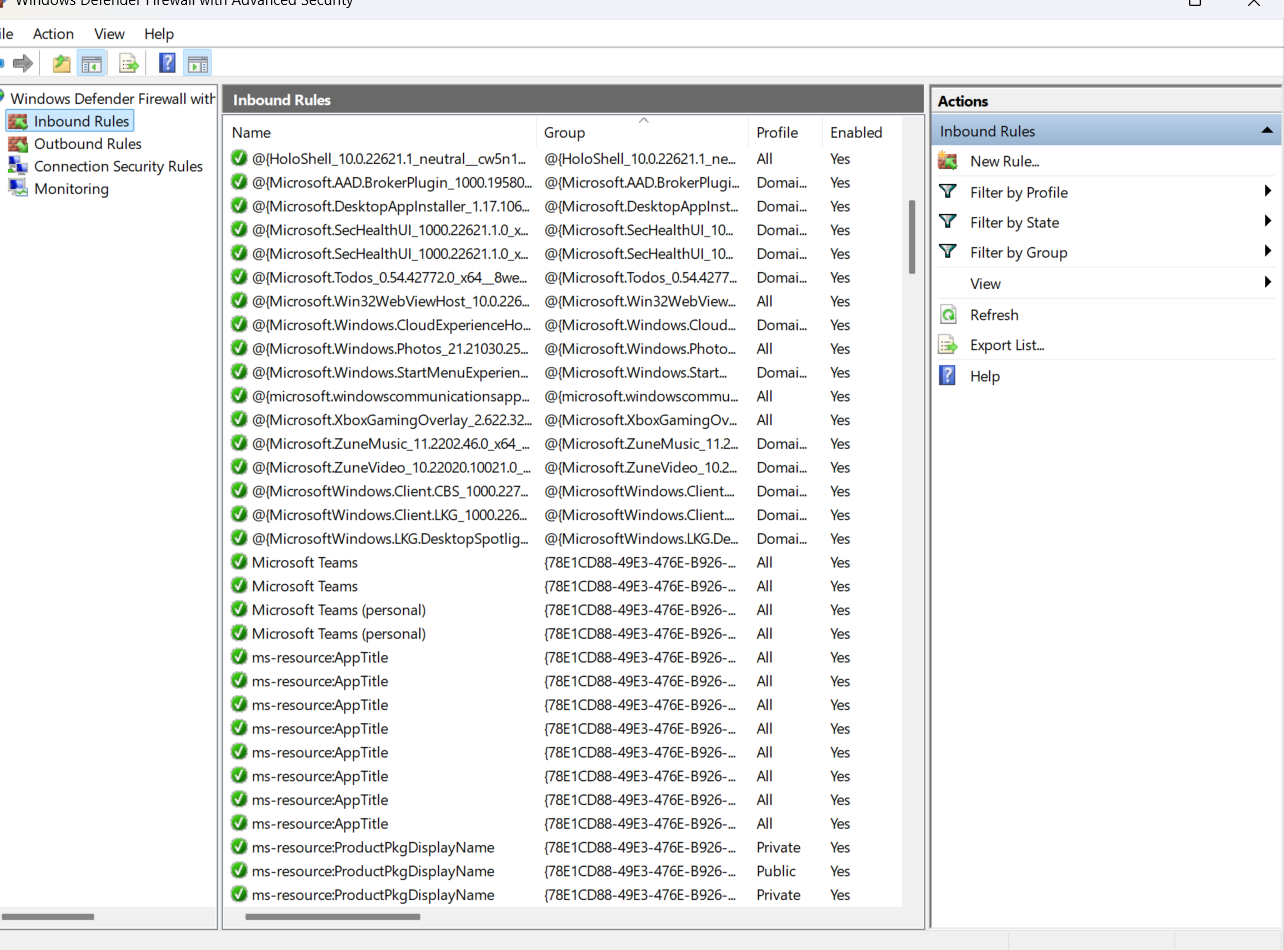 Windows Defender Firewall with Advanced Security
ile Action View Help
Windows Defender Firewall with
Inbound Rules
Outbound Rules
Connection Security Rules
Monitoring
Inbound Rules
Name Group Profile Enabled
@{HoloShell_10.0.22621.1_neutral__cw5n1... @{HoloShell_10.0.22621.1_ne... All Yes
@{Microsoft.AAD.BrokerPlugin_1000.19580... @{Microsoft.AAD.BrokerPlugi... Domai... Yes
@{Microsoft.DesktopAppInstaller_1.17.106... @{Microsoft.DesktopAppInst... Domai... Yes
@{Microsoft.SecHealthUI_1000.22621.1.0_x... @{Microsoft.SecHealthUI_10... Domai... Yes
@{Microsoft.SecHealthUI_1000.22621.1.0_x... @{Microsoft.SecHealthUI_10... Domai... Yes
@{Microsoft.Todos_0.54.42772.0_x64__8we... @{Microsoft.Todos_0.54.4277... Domai... Yes
@{Microsoft.Win32WebViewHost_10.0.226... @{Microsoft.Win32WebView... All Yes
@{Microsoft.Windows.CloudExperienceHo... @{Microsoft.Windows.Cloud... Domai... Yes
@{Microsoft.Windows.Photos_21.21030.25... @{Microsoft.Windows.Photo... All Yes
@{Microsoft.Windows.StartMenuExperien... @{Microsoft.Windows.Start... Domai... Yes
@{microsoft.windowscommunicationsapp... @{microsoft.windowscommu... All Yes
@{Microsoft.XboxGamingOverlay_2.622.32... @{Microsoft.XboxGamingOv... All Yes
@{Microsoft.ZuneMusic_11.2202.46.0_x64_... @{Microsoft.ZuneMusic_11.2... Domai... Yes
@{Microsoft.ZuneVideo_10.22020.10021.0_... @{Microsoft.ZuneVideo_10.2... Domai... Yes
@{MicrosoftWindows.Client.CBS_1000.227... @{MicrosoftWindows.Client.... Domai... Yes
@{MicrosoftWindows.Client.LKG_1000.226... @{MicrosoftWindows.Client.... Domai... Yes
@{MicrosoftWindows.LKG.DesktopSpotlig... @{MicrosoftWindows.LKG.De... Domai... Yes
Microsoft Teams {78E1CD88-49E3-476E-B926-... All Yes
Microsoft Teams {78E1CD88-49E3-476E-B926-... All Yes
Microsoft Teams (personal) {78E1CD88-49E3-476E-B926-... All Yes
Microsoft Teams (personal) {78E1CD88-49E3-476E-B926-... All Yes
ms-resource:AppTitle {78E1CD88-49E3-476E-B926-... All Yes
ms-resource:AppTitle {78E1CD88-49E3-476E-B926-... All Yes
ms-resource:AppTitle {78E1CD88-49E3-476E-B926-... All Yes
ms-resource:AppTitle {78E1CD88-49E3-476E-B926-... All Yes
ms-resource:AppTitle {78E1CD88-49E3-476E-B926-... All Yes
ms-resource:AppTitle {78E1CD88-49E3-476E-B926-... All Yes
ms-resource:AppTitle {78E1CD88-49E3-476E-B926-... All Yes
ms-resource:AppTitle {78E1CD88-49E3-476E-B926-... All Yes
ms-resource:ProductPkgDisplayName {78E1CD88-49E3-476E-B926-... Private Yes
ms-resource:ProductPkgDisplayName {78E1CD88-49E3-476E-B926-... Public Yes
ms-resource:ProductPkgDisplayName {78E1CD88-49E3-476E-B926-... Private Yes
Actions
Inbound Rules
New Rule...
Filter by Profile
Filter by State
Filter by Group
View
Refresh
Export List...
Help